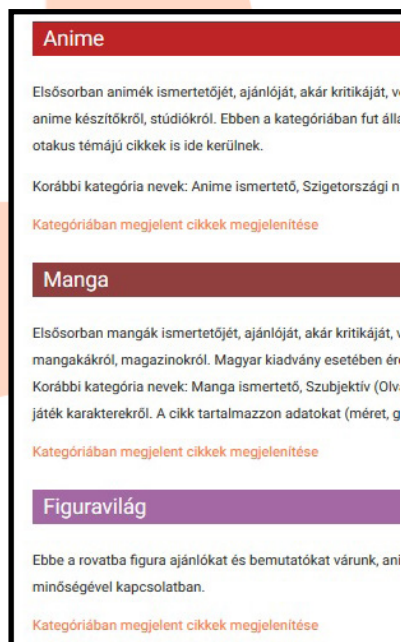 Anime
Elsősorban animék ismertetőjét, ajánlóját, akár kritikáját,
anime készítőkről, stúdiókról. Ebben a kategóriában fut
otakus témájú cikkek is ide kerülnek.
Korábbi kategória nevek: Anime ismertető, Szigetországi
Kategóriában megjelent cikkek megjelenítése
Manga
Elsősorban mangák ismertetőjét, ajánlóját, akár kritikáját,
mangakákról, magazinokról. Magyar kiadvány esetében
Korábbi kategória nevek: Manga ismertető, Szubjektív
játék karakterekről. A cikk tartalmazzon adatokat (méret,
Kategóriában megjelent cikkek megjelenítése
Figuravilág
Ebbe a rovatba figura ajánlókat és bemutatókat várunk,
minőségével kapcsolatban.
Kategóriában megjelent cikkek megjelenítése